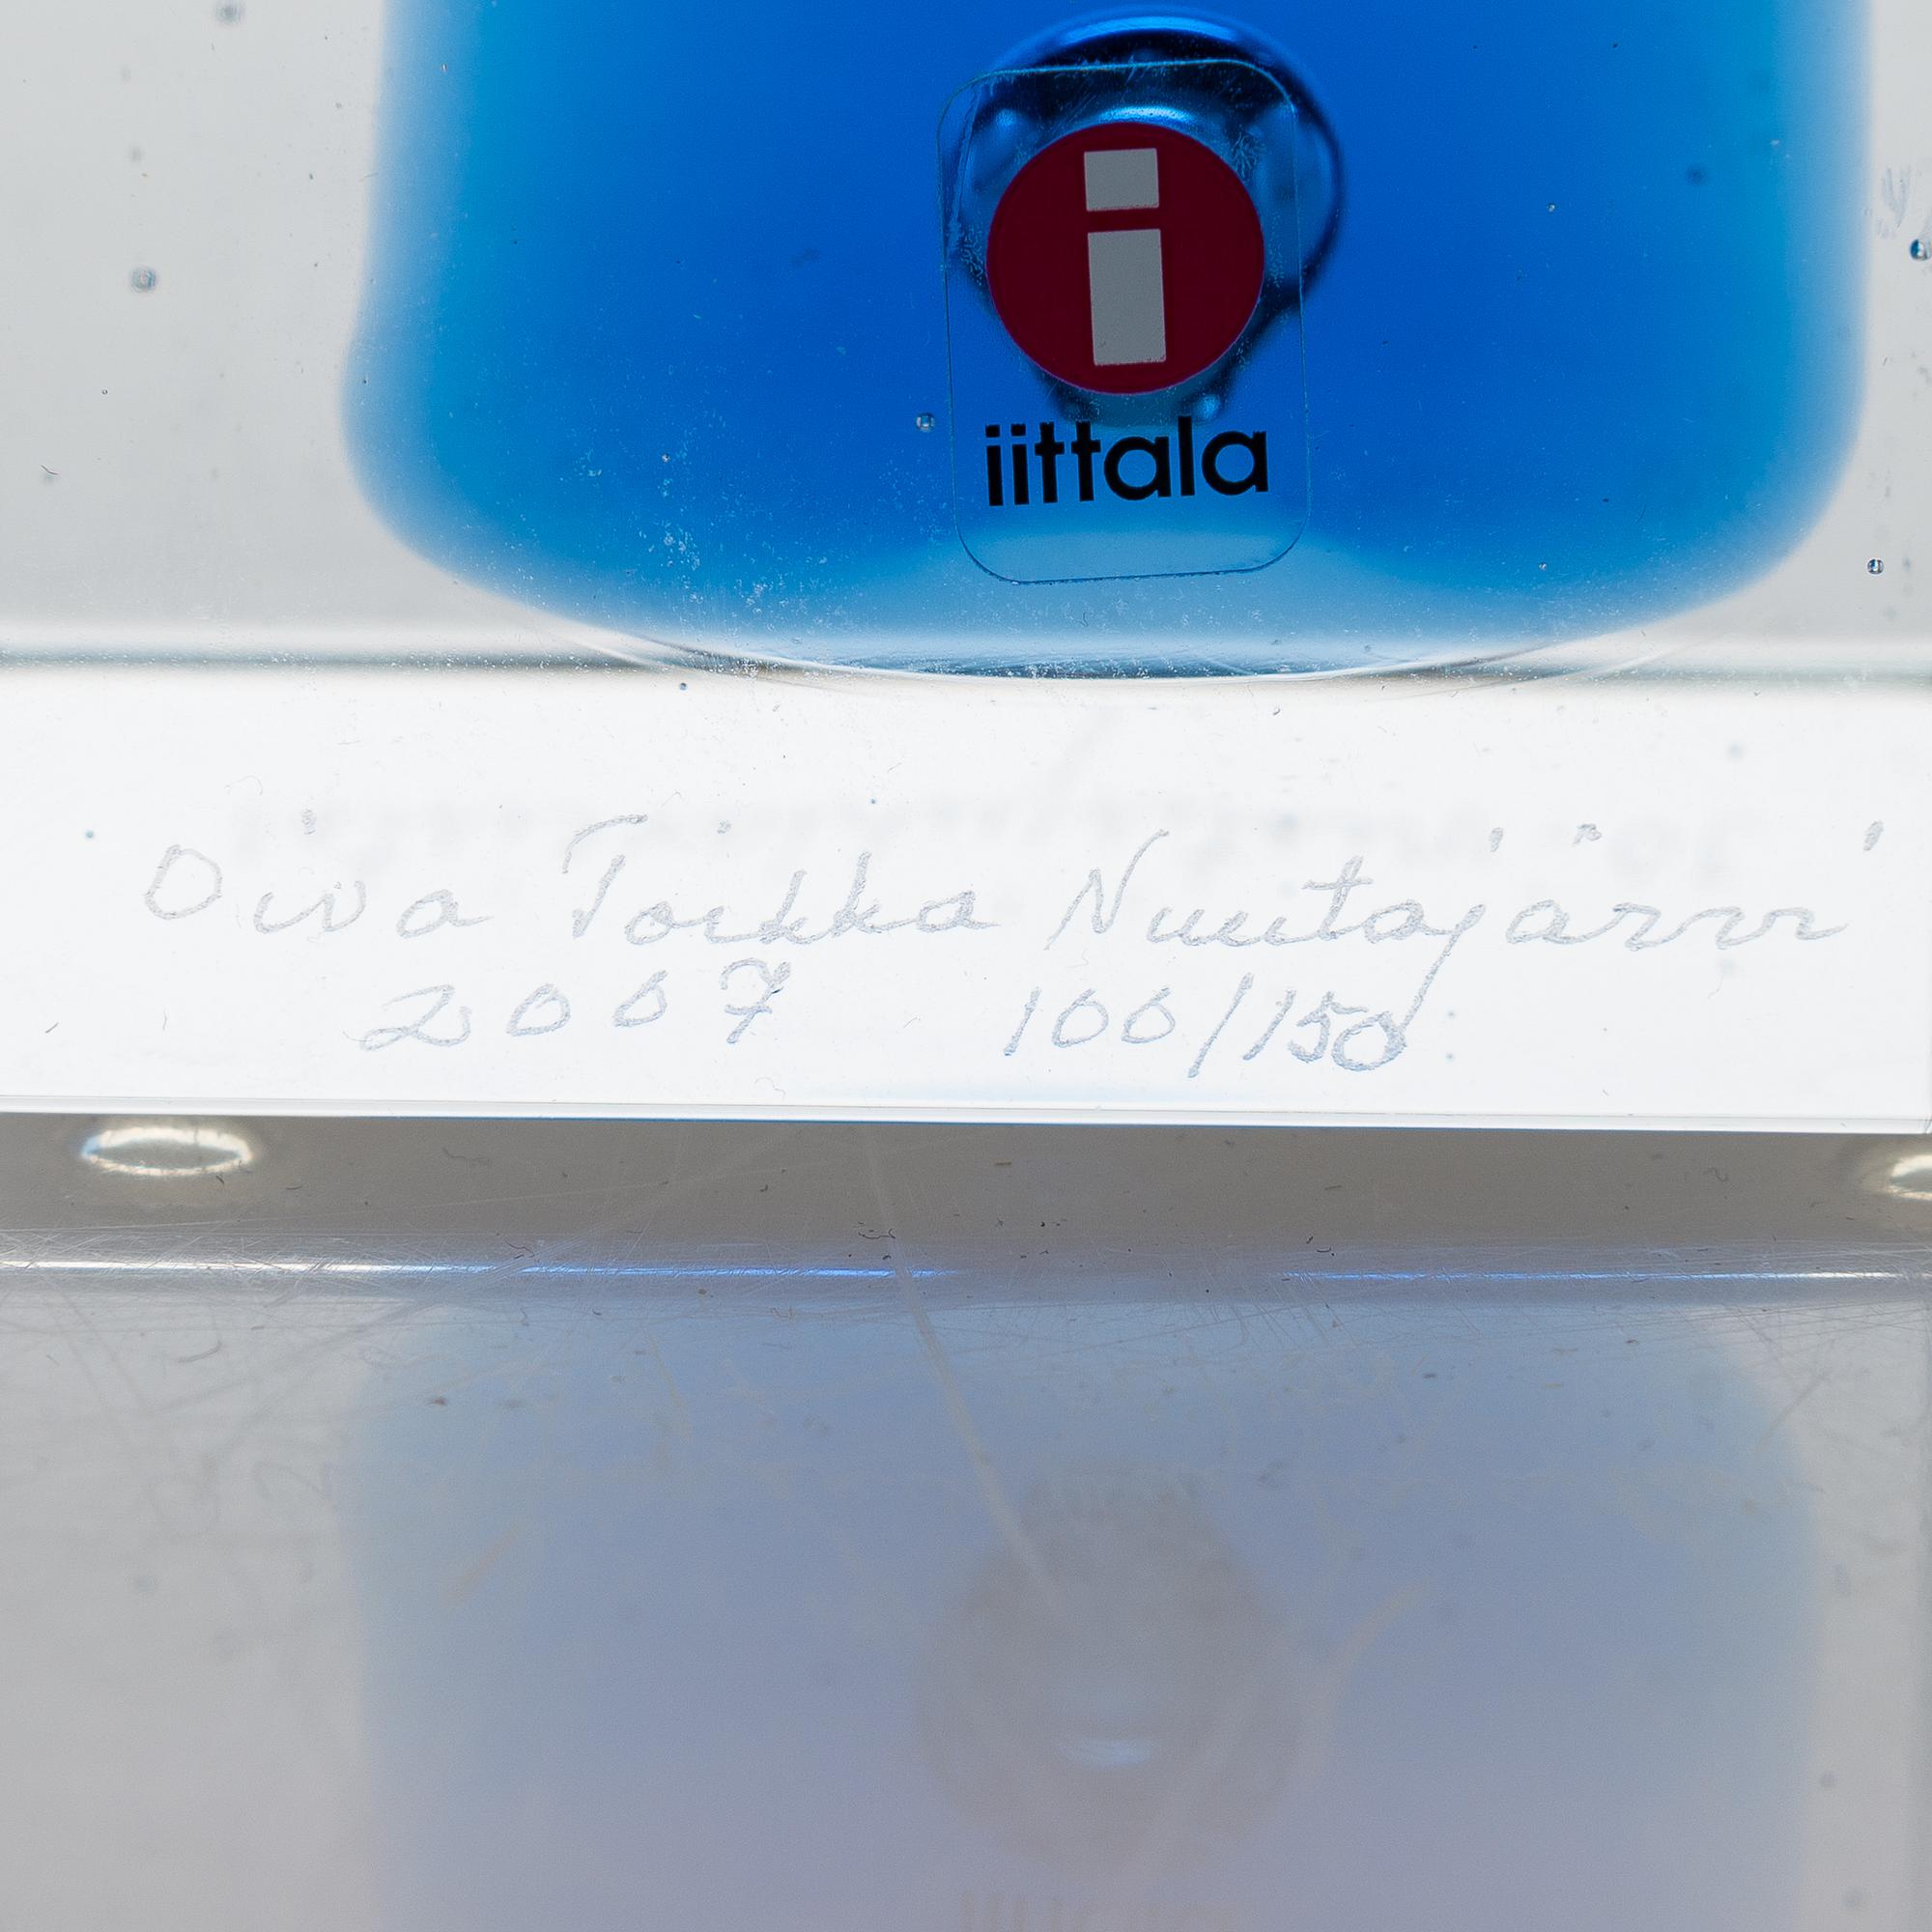 i
iittala
Oiva Toikka Nuutajärvi
2007 100/150